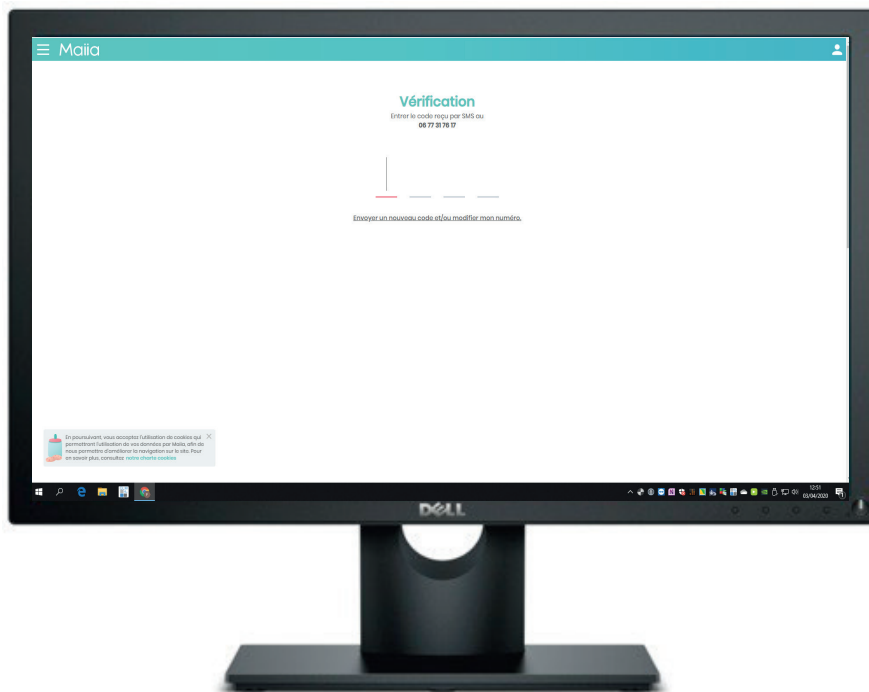 Maiia
Vérification
Entrer le code reçu par SMS au
06 77 31 76 17
Envoyer un nouveau code et/ou modifier mon numéro.
En poursuivant, vous acceptez l'utilisation de cookies qui
permettront l'utilisation de vos données par Maiia, afin de
nous permettre d'améliorer la navigation sur le site. Pour
en savoir plus, consultez notre charte cookies
12:51
03/04/2020
DELL